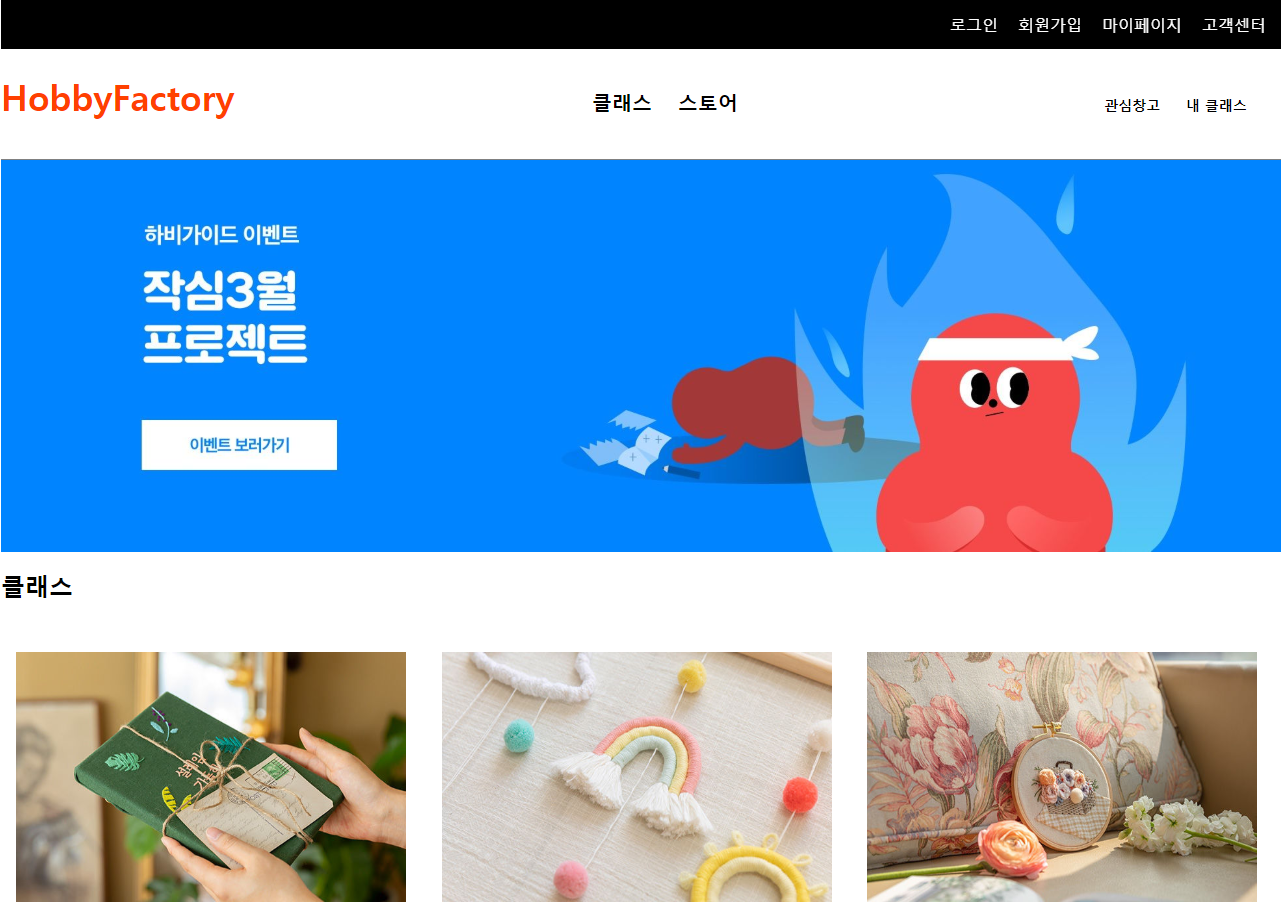 로그인 회원가입 마이페이지 고객센터
HobbyFactory 클래스 스토어 관심창고 내 클래스
하비가이드 이벤트
작심3월
프로젝트
이벤트 보러가기
클래스